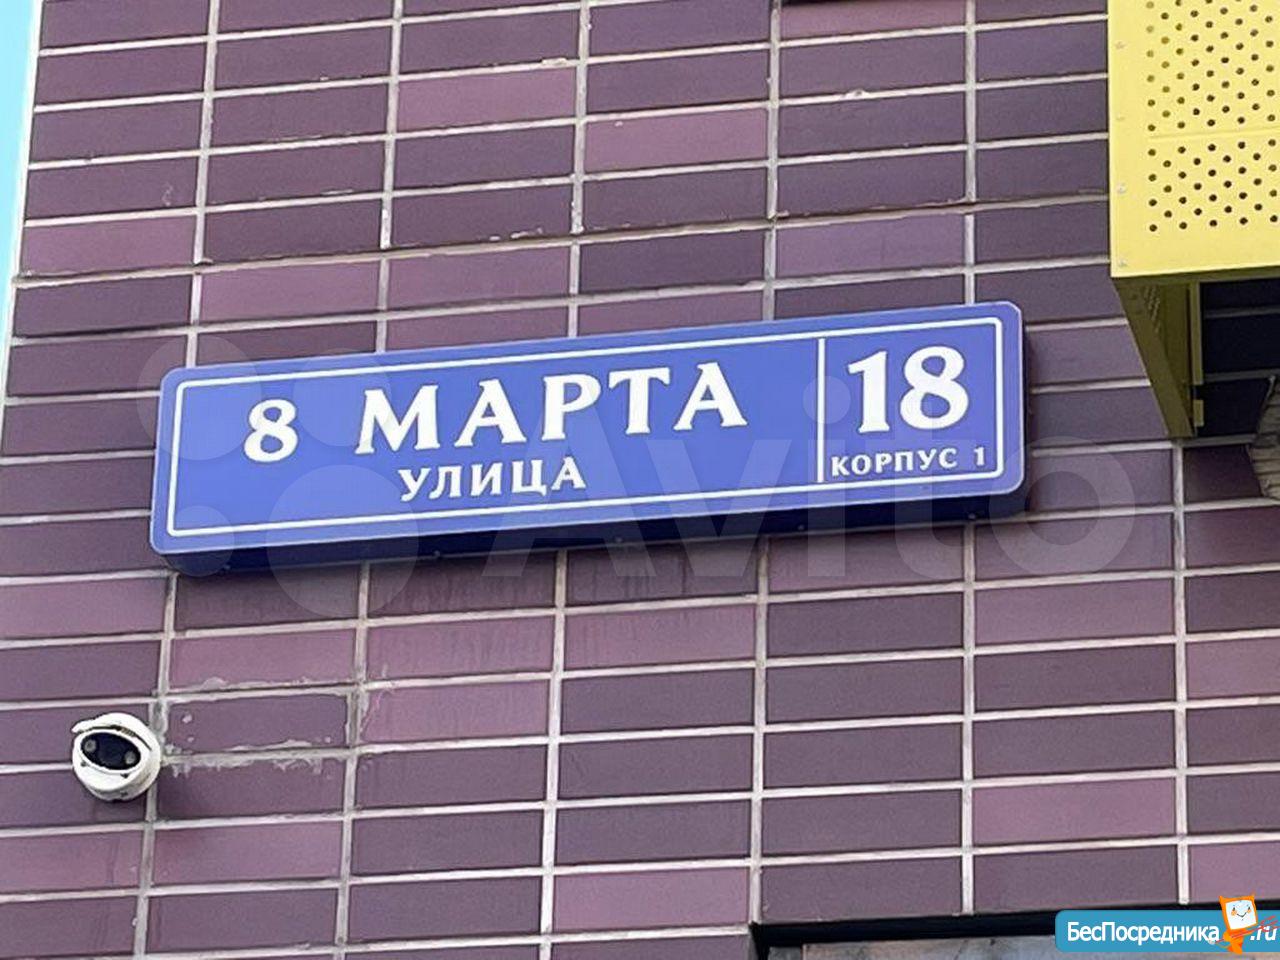 8 МАРТА
УЛИЦА
18
КОРПУС 1
Avito
БесПосредника.ru